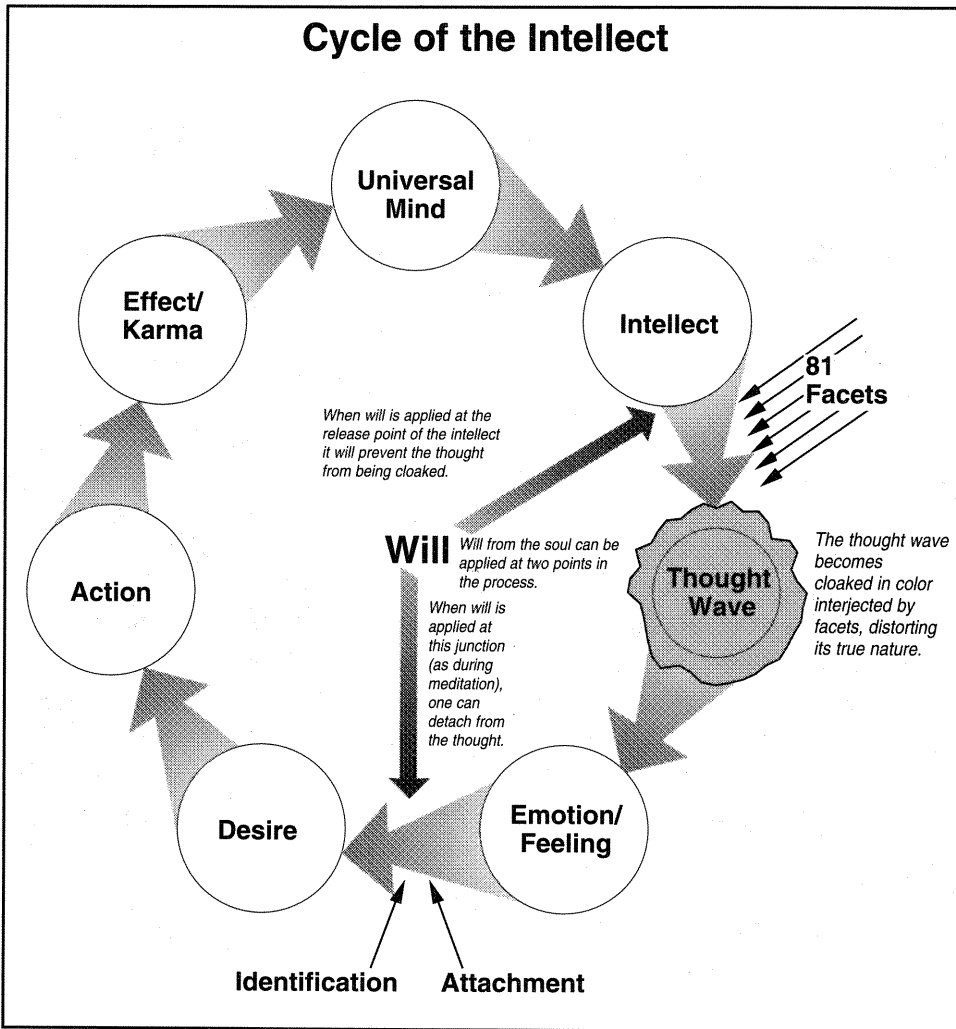 Cycle of the Intellect
Universal
Mind
Intellect
81
Facets
Thought
Wave
The thought wave
becomes
cloaked in color
interjected by
facets, distorting
its true nature.
Emotion/
Feeling
Identification
Attachment
Desire
Action
Effect/
Karma
When will is applied at the
release point of the intellect
it will prevent the thought
from being cloaked.
Will
Will from the soul can be
applied at two points in
the process.
When will is
applied at
this junction
(as during
meditation),
one can
detach from
the thought.